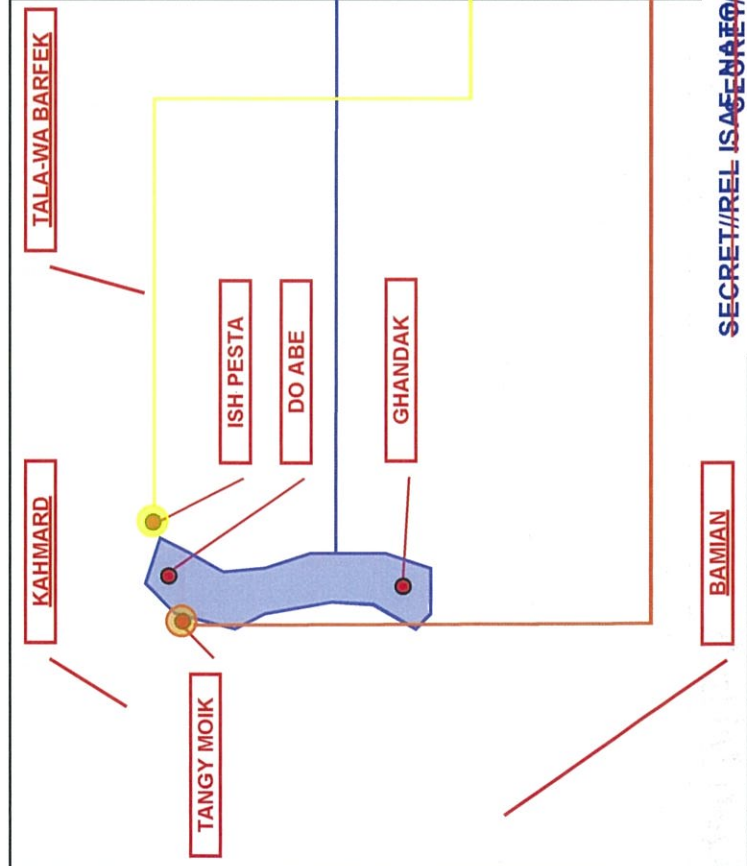 KAHMARD
TALA-WA BARFEK
TANGY MOIK
ISH PESTA
DO ABE
GHANDAK
BAMIAN
SECRET//REL ISAF, NATO